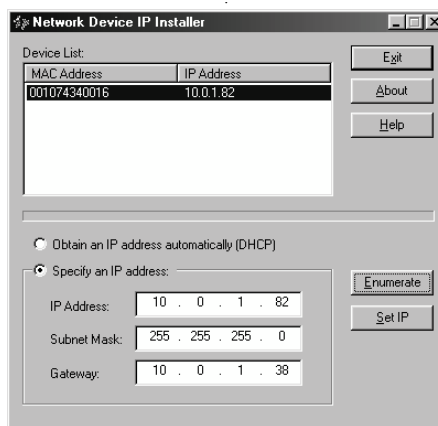 Network Device IP Installer
Device List:
MAC Address IP Address
001074340016 10.0.1.82
Exit
About
Help
Obtain an IP address automatically (DHCP)
Specify an IP address:
IP Address: 10 . 0 . 1 . 82
Subnet Mask: 255 . 255 . 255 . 0
Gateway: 10 . 0 . 1 . 38
Enumerate
Set IP